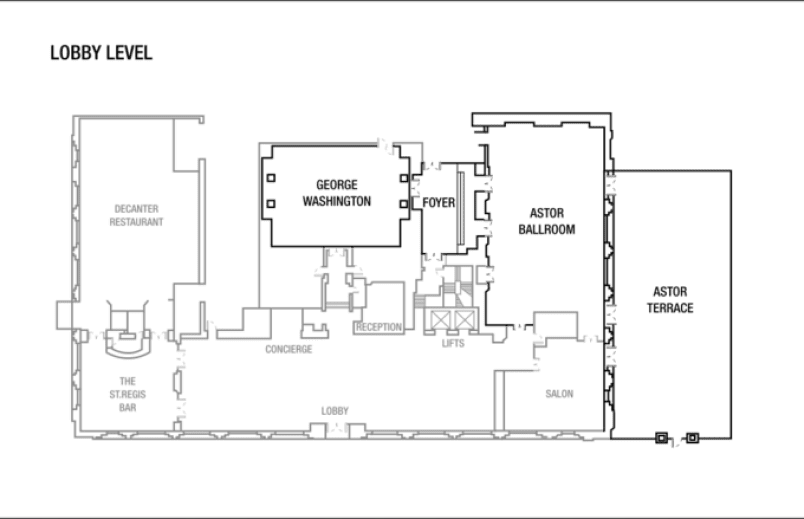 LOBBY LEVEL
GEORGE
WASHINGTON
FOYER
DECANTER
RESTAURANT
ASTOR
BALLROOM
ASTOR
TERRACE
RECEPTION
CONCIERGE
LIFTS
THE
ST.REGIS
BAR
SALON
LOBBY